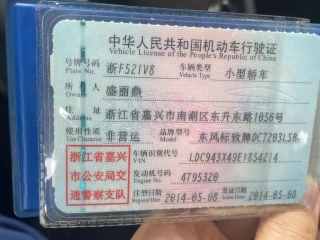 中华人民共和国机动车行驶证
Vehicle License of the People's Republic of China
号牌号码 浙F521V8 车辆类型 小型轿车
Plate No. Vehicle Type
所有人 盛丽燕
Owner
住址 浙江省嘉兴市南湖区东升东路1056号
Address
使用性质 非营运 品牌型号 东风标致牌DC7203LSBA
Use Character Model
浙江省嘉兴 车辆识别代号 LDC943X49E1854214
VIN
市公安局交 发动机号码 4795320
Engine No.
通警察支队 注册日期 2014-05-08 发证日期 2014-05-08
Register Date Issue Date